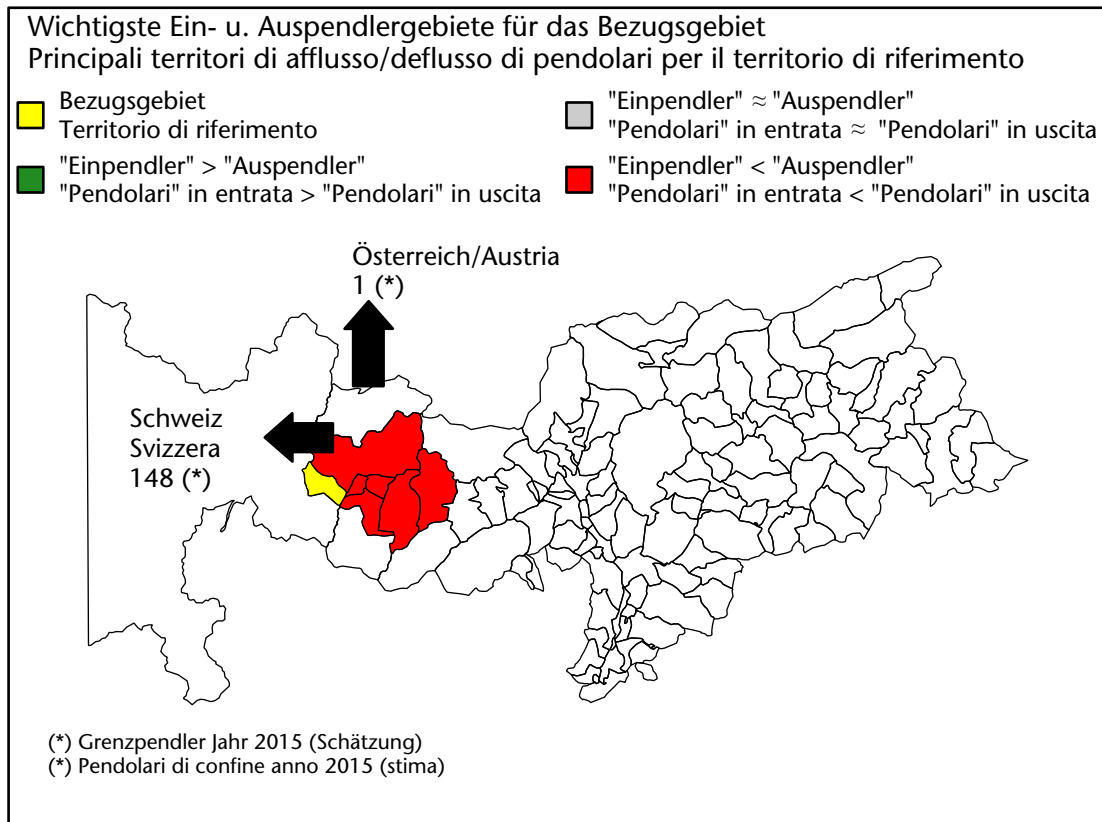 Wichtigste Ein- u. Auspendlergebiete für das Bezugsgebiet
Principali territori di afflusso/deflusso di pendolari per il territorio di riferimento
Bezugsgebiet
Territorio di riferimento
"Einpendler" ≈ "Auspendler"
"Pendolari" in entrata ≈ "Pendolari" in uscita
"Einpendler" > "Auspendler"
"Pendolari" in entrata > "Pendolari" in uscita
"Einpendler" < "Auspendler"
"Pendolari" in entrata < "Pendolari" in uscita
Österreich/Austria
1 (*)
Schweiz
Svizzera
148 (*)
(*) Grenzpendler Jahr 2015 (Schätzung)
(*) Pendolari di confine anno 2015 (stima)